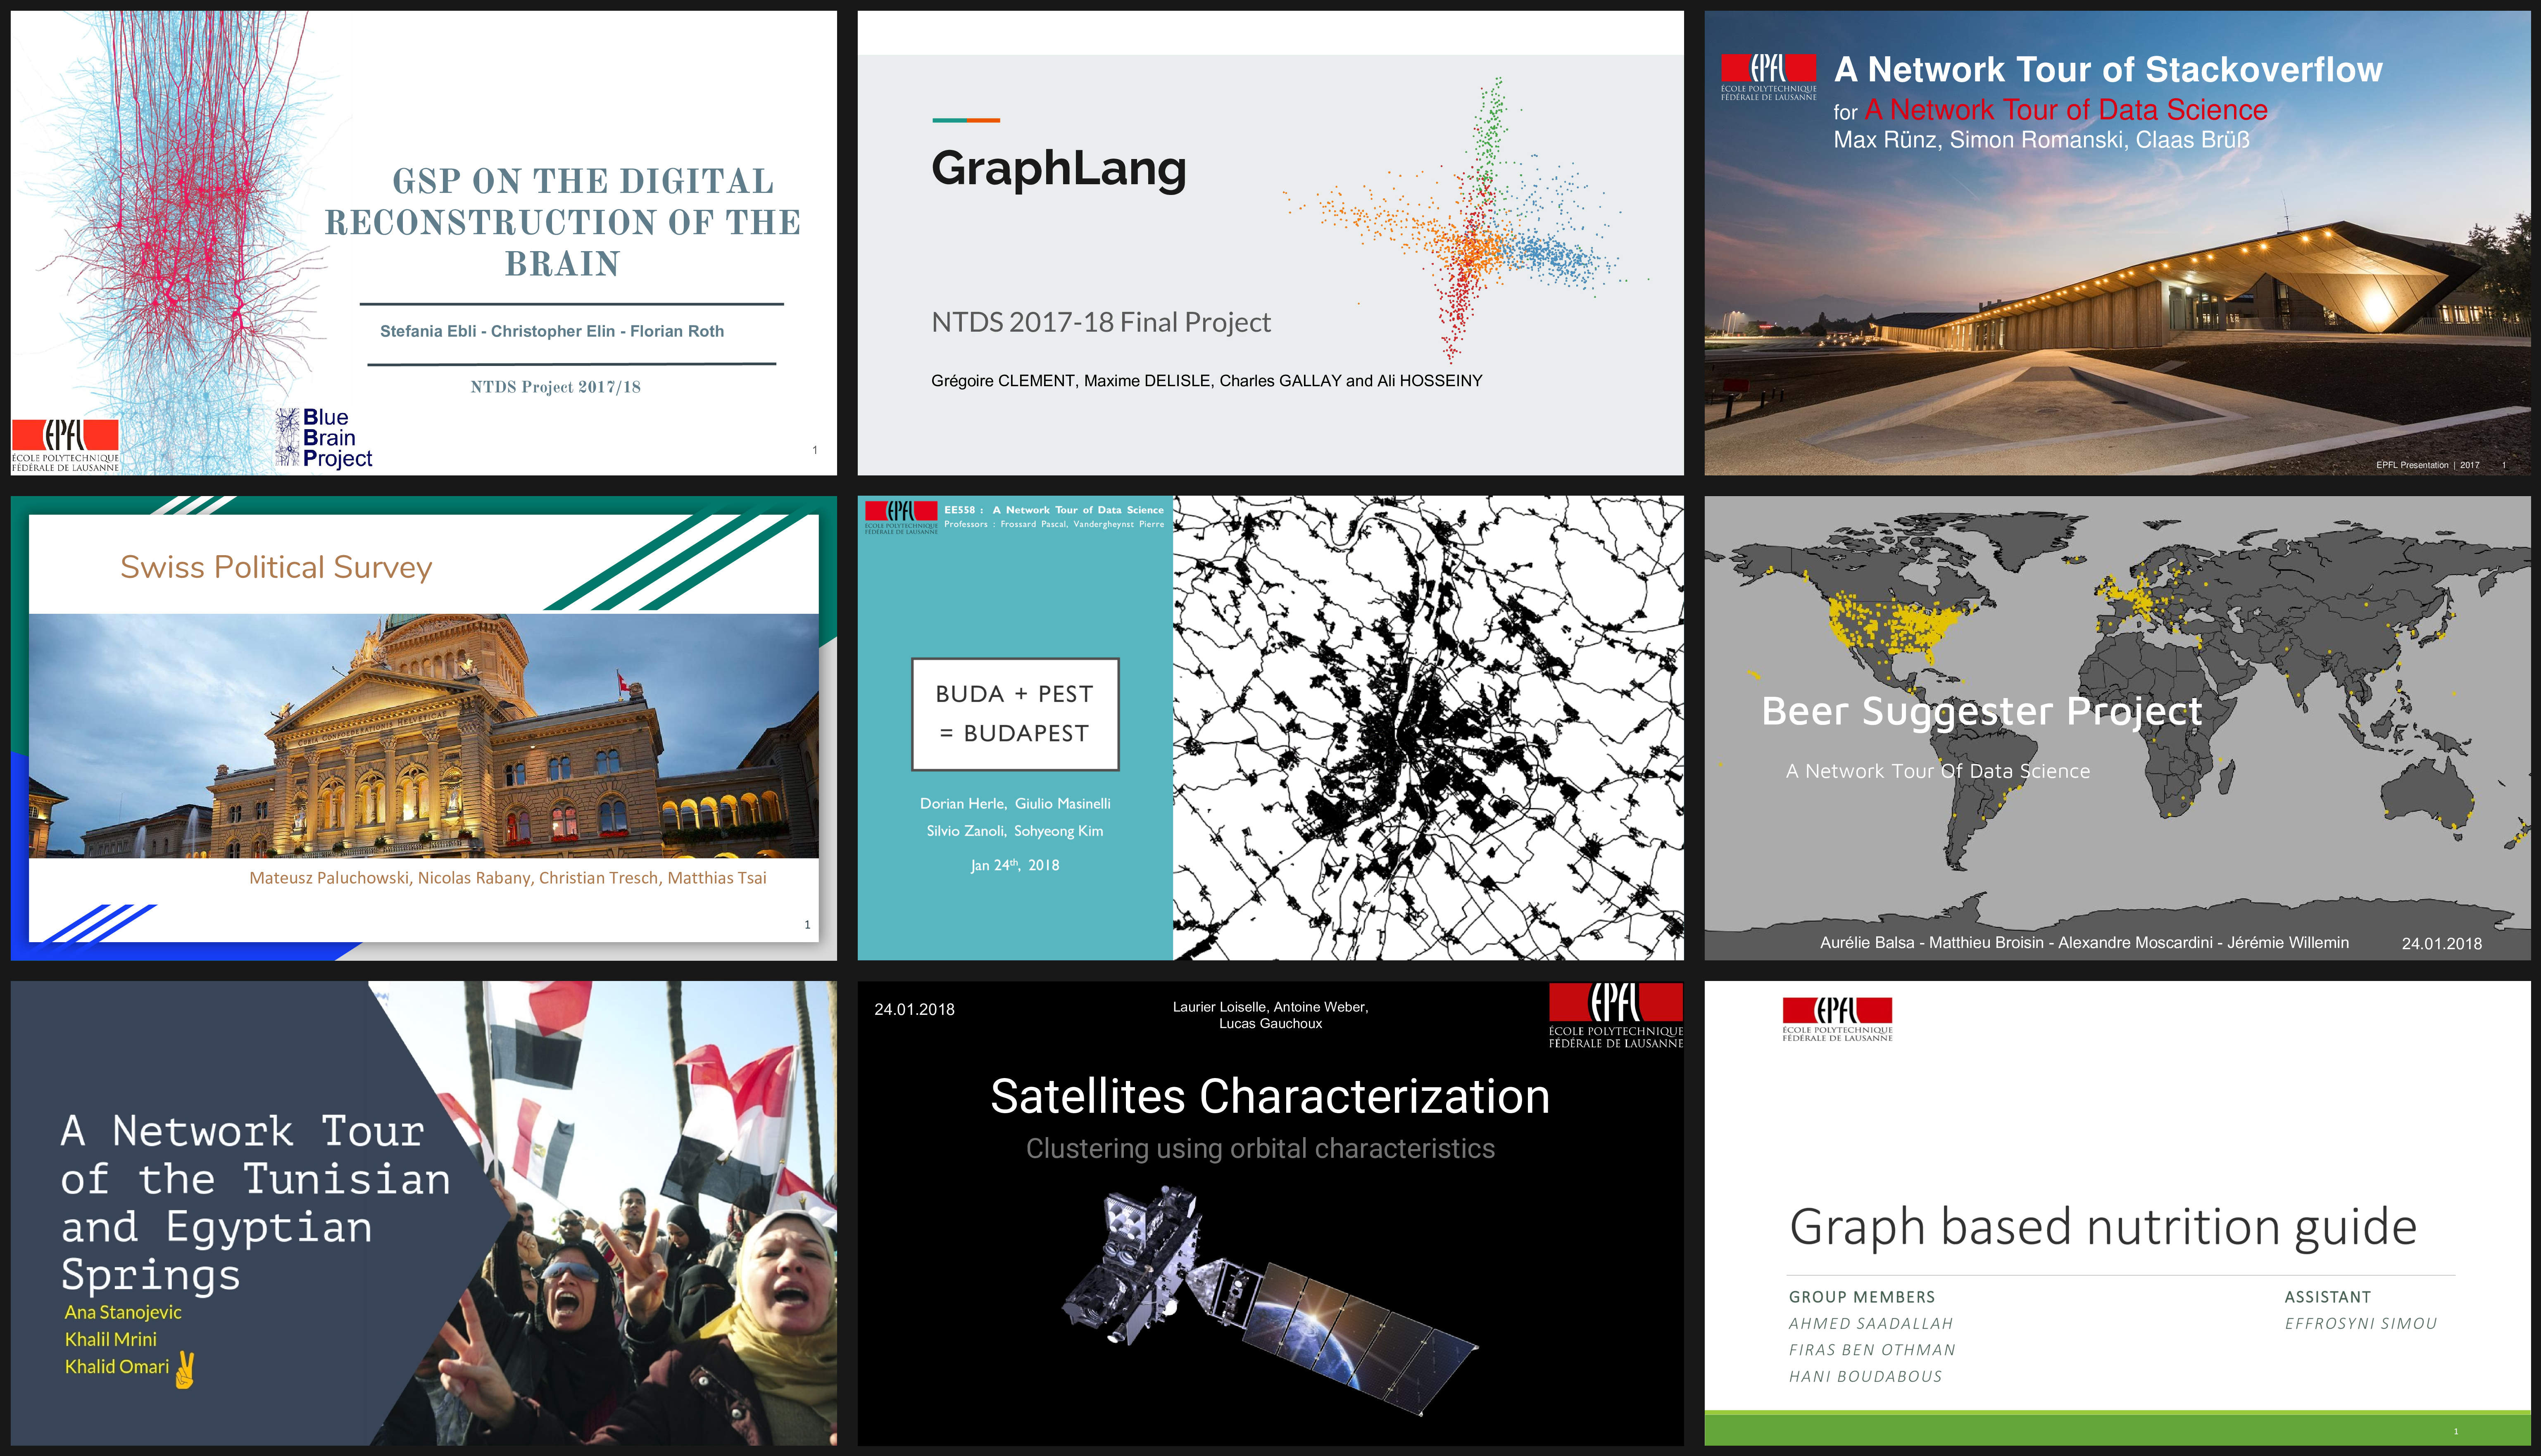 GSP ON THE DIGITAL
RECONSTRUCTION OF THE
BRAIN
Stefania Ebli - Christopher Elin - Florian Roth
NTDS Project 2017/18
EPFL
ÉCOLE POLYTECHNIQUE
FÉDÉRALE DE LAUSANNE
Blue
Brain
Project
1
GraphLang
NTDS 2017-18 Final Project
Grégoire CLEMENT, Maxime DELISLE, Charles GALLAY and Ali HOSSEINY
EPFL
ÉCOLE POLYTECHNIQUE
FÉDÉRALE DE LAUSANNE
A Network Tour of Stackoverflow
for A Network Tour of Data Science
Max Rünz, Simon Romanski, Claas Brüß
EPFL Presentation | 2017 1
Swiss Political Survey
CURIA CONFOEDERATIONIS HELVETICAE
Mateusz Paluchowski, Nicolas Rabany, Christian Tresch, Matthias Tsai
1
EPFL
ÉCOLE POLYTECHNIQUE
FÉDÉRALE DE LAUSANNE
EE558 : A Network Tour of Data Science
Professors : Frossard Pascal, Vandergheynst Pierre
BUDA + PEST
= BUDAPEST
Dorian Herle, Giulio Masinelli
Silvio Zanoli, Sohyeong Kim
Jan 24th, 2018
Beer Suggester Project
A Network Tour Of Data Science
Aurélie Balsa - Matthieu Broisin - Alexandre Moscardini - Jérémie Willemin 24.01.2018
A Network Tour
of the Tunisian
and Egyptian
Springs
Ana Stanojevic
Khalil Mrini
Khalid Omari
24.01.2018
Laurier Loiselle, Antoine Weber,
Lucas Gauchoux
EPFL
ÉCOLE POLYTECHNIQUE
FÉDÉRALE DE LAUSANNE
Satellites Characterization
Clustering using orbital characteristics
EPFL
ÉCOLE POLYTECHNIQUE
FÉDÉRALE DE LAUSANNE
Graph based nutrition guide
GROUP MEMBERS
AHMED SAADALLAH
FIRAS BEN OTHMAN
HANI BOUDABOUS
ASSISTANT
EFFROSYNI SIMOU
1